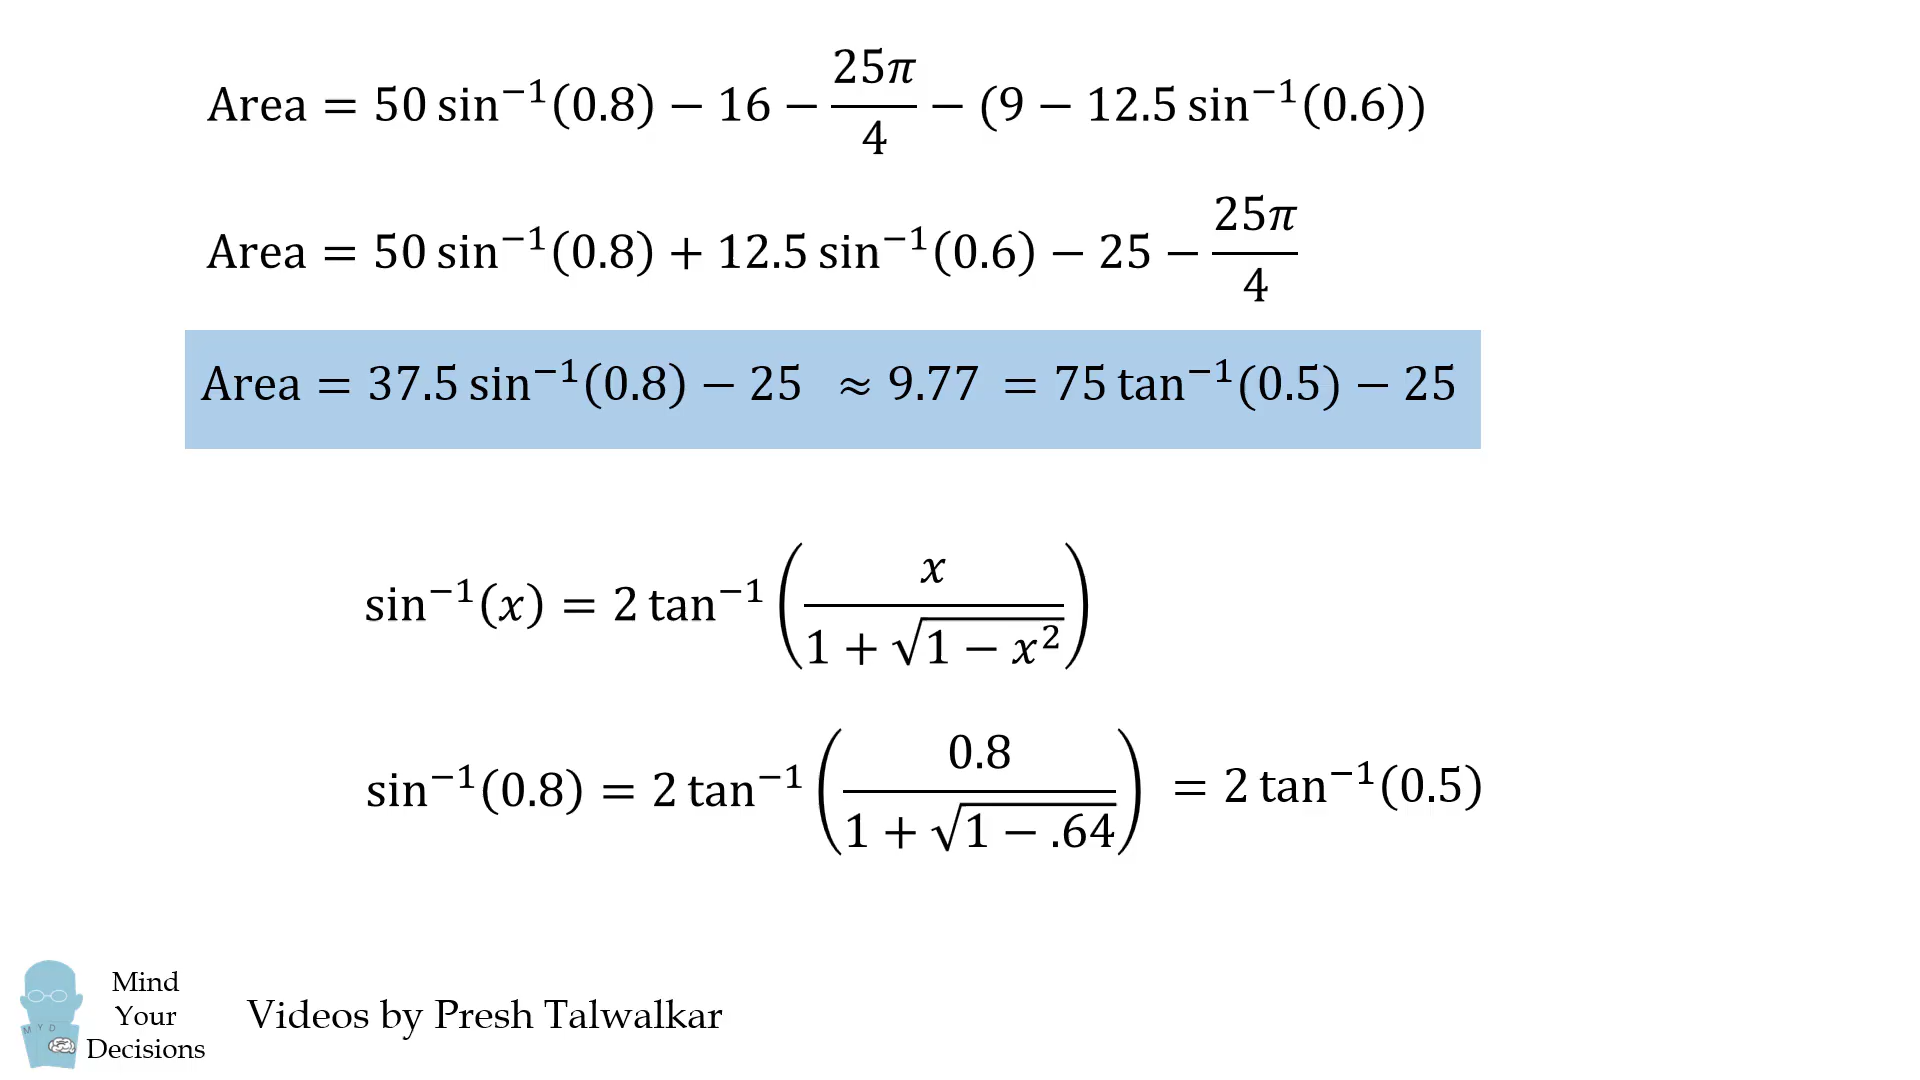 Area = 50 sin⁻¹(0.8) − 16 − 25π/4 − (9 − 12.5 sin⁻¹(0.6))
Area = 50 sin⁻¹(0.8) + 12.5 sin⁻¹(0.6) − 25 − 25π/4
Area = 37.5 sin⁻¹(0.8) − 25 ≈ 9.77 = 75 tan⁻¹(0.5) − 25
sin⁻¹(x) = 2 tan⁻¹(x/(1 + √(1 − x²)))
sin⁻¹(0.8) = 2 tan⁻¹(0.8/(1 + √(1 − .64))) = 2 tan⁻¹(0.5)
M Y D
Mind
Your
Decisions
Videos by Presh Talwalkar